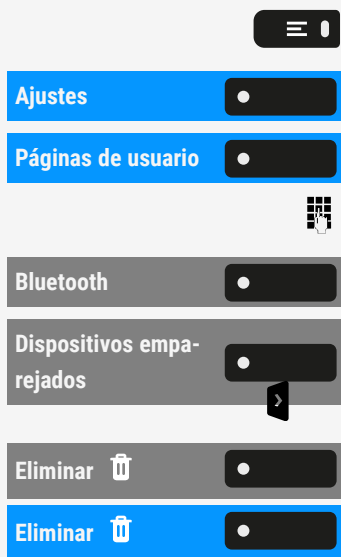 Ajustes
Páginas de usuario
Bluetooth
Dispositivos empa-
rejados
Eliminar
Eliminar